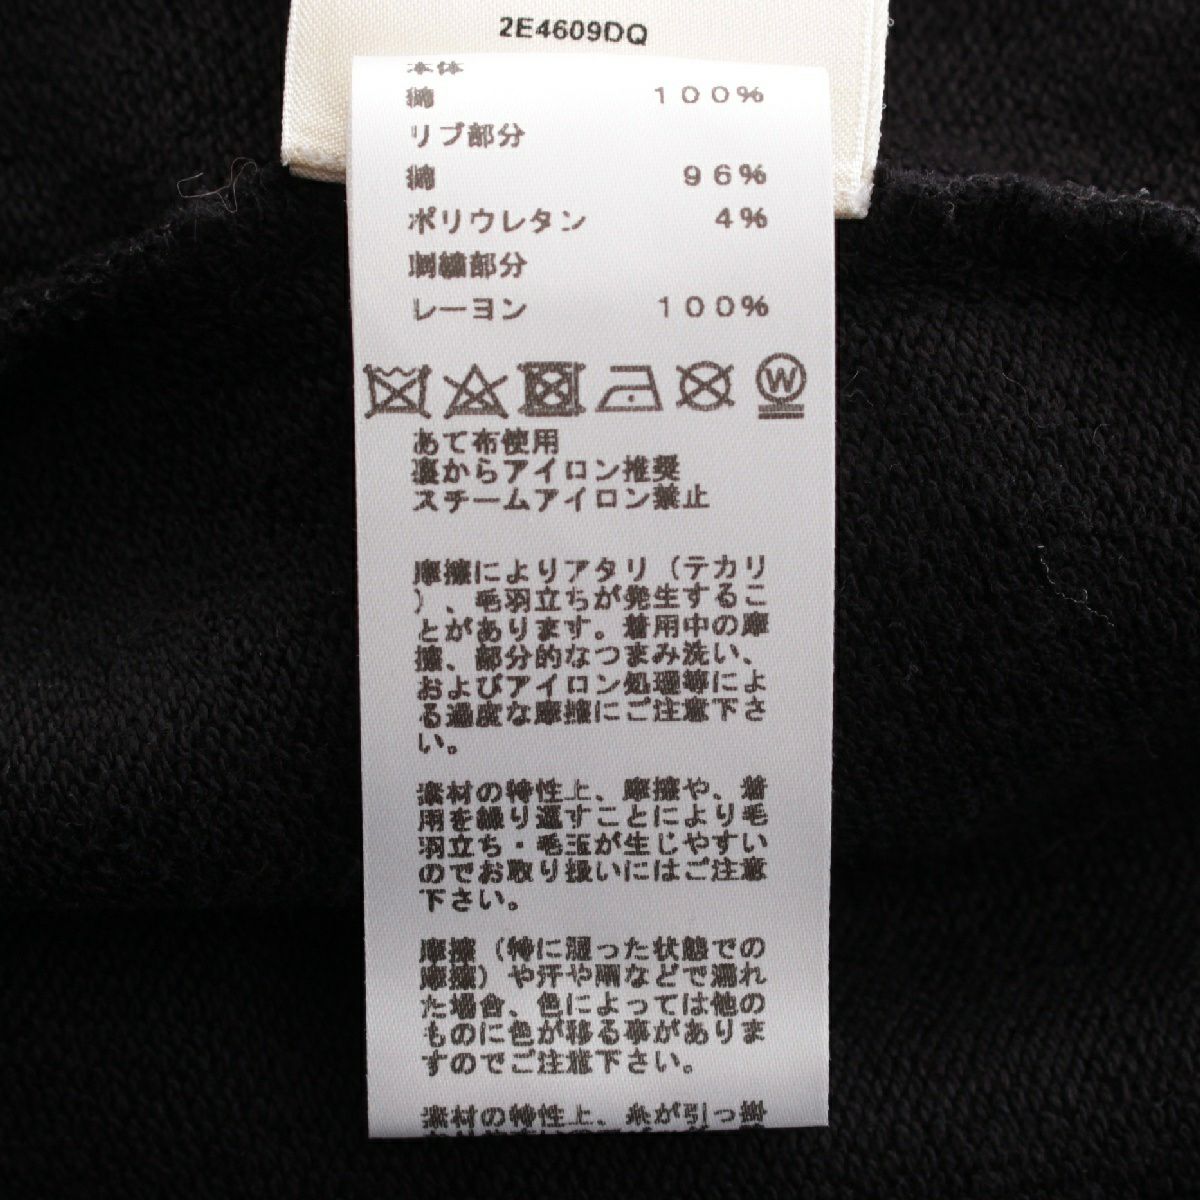 2E4609DQ
本体
綿 100%
リブ部分
綿 96%
ポリウレタン 4%
刺繍部分
レーヨン 100%
W
あて布使用
裏からアイロン推奨
スチームアイロン禁止
摩擦によりアタリ（テカリ
）、毛羽立ちが発生するこ
とがあります。着用中の摩
擦、部分的なつまみ洗い、
およびアイロン処理等によ
る過度な摩擦にご注意下さ
い。
素材の特性上、摩擦や、着
用を繰り返すことにより毛
羽立ち・毛玉が生じやすい
のでお取り扱いにはご注意
下さい。
摩擦（特に湿った状態での
摩擦）や汗や雨などで濡れ
た場合、色によっては他の
ものに色が移る事がありま
すのでご注意下さい。
素材の特性上、糸が引っ掛